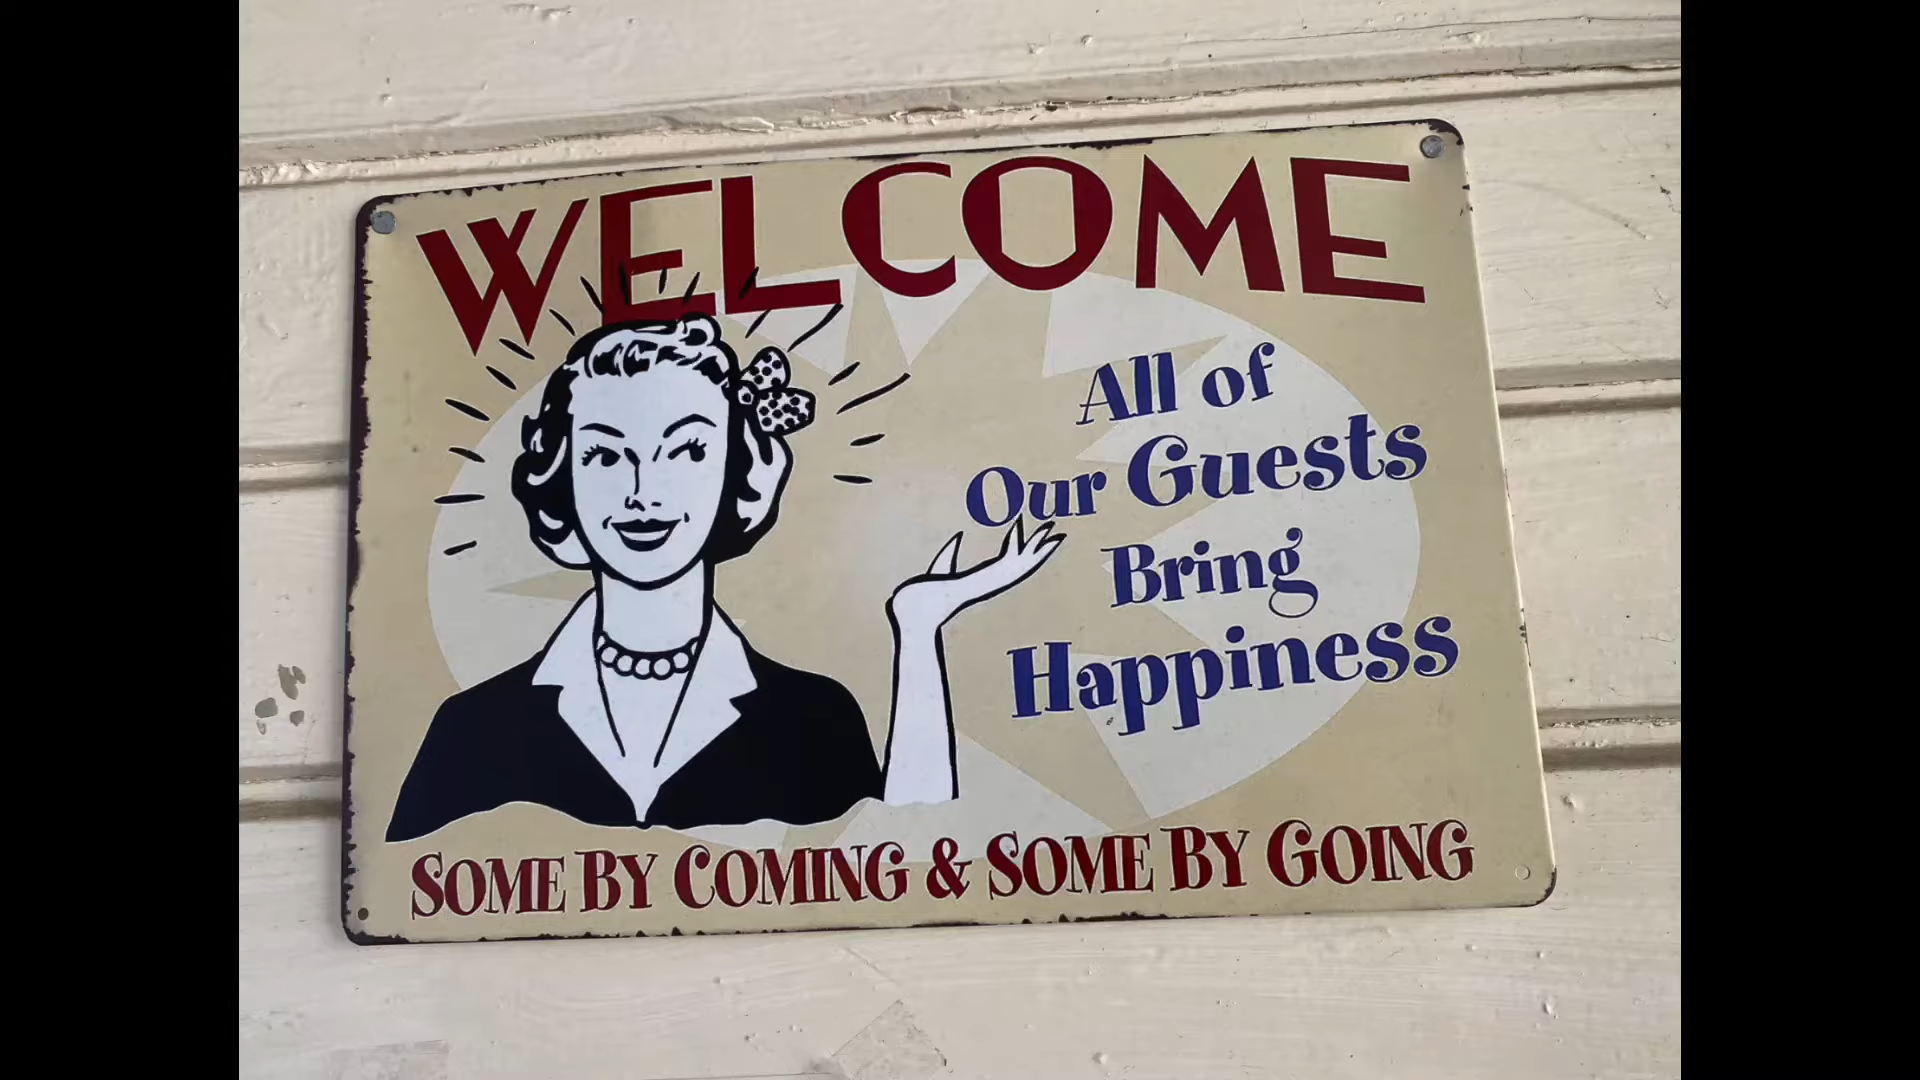 WELCOME
All of
Our Guests
Bring
Happiness
SOME BY COMING & SOME BY GOING